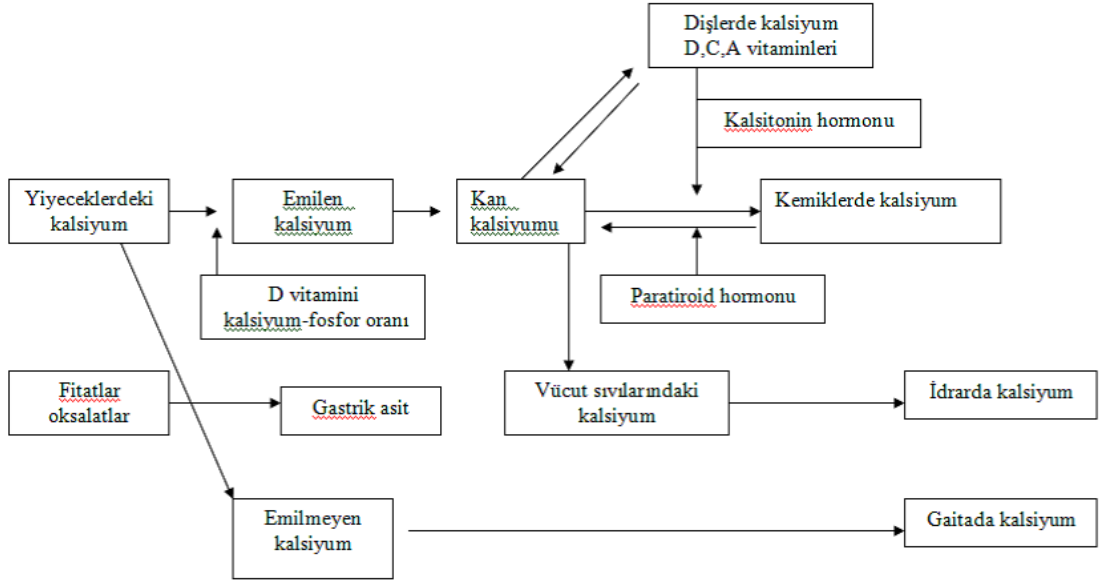 Dişlerde kalsiyum
D,C,A vitaminleri
Kalsitonin hormonu
Yiyeceklerdeki
kalsiyum
Emilen
kalsiyum
Kan
kalsiyumu
Kemiklerde kalsiyum
D vitamini
kalsiyum-fosfor oranı
Paratiroid hormonu
Fitatlar
oksalatlar
Gastrik asit
Vücut sıvılarındaki
kalsiyum
İdrarda kalsiyum
Emilmeyen
kalsiyum
Gaitada kalsiyum